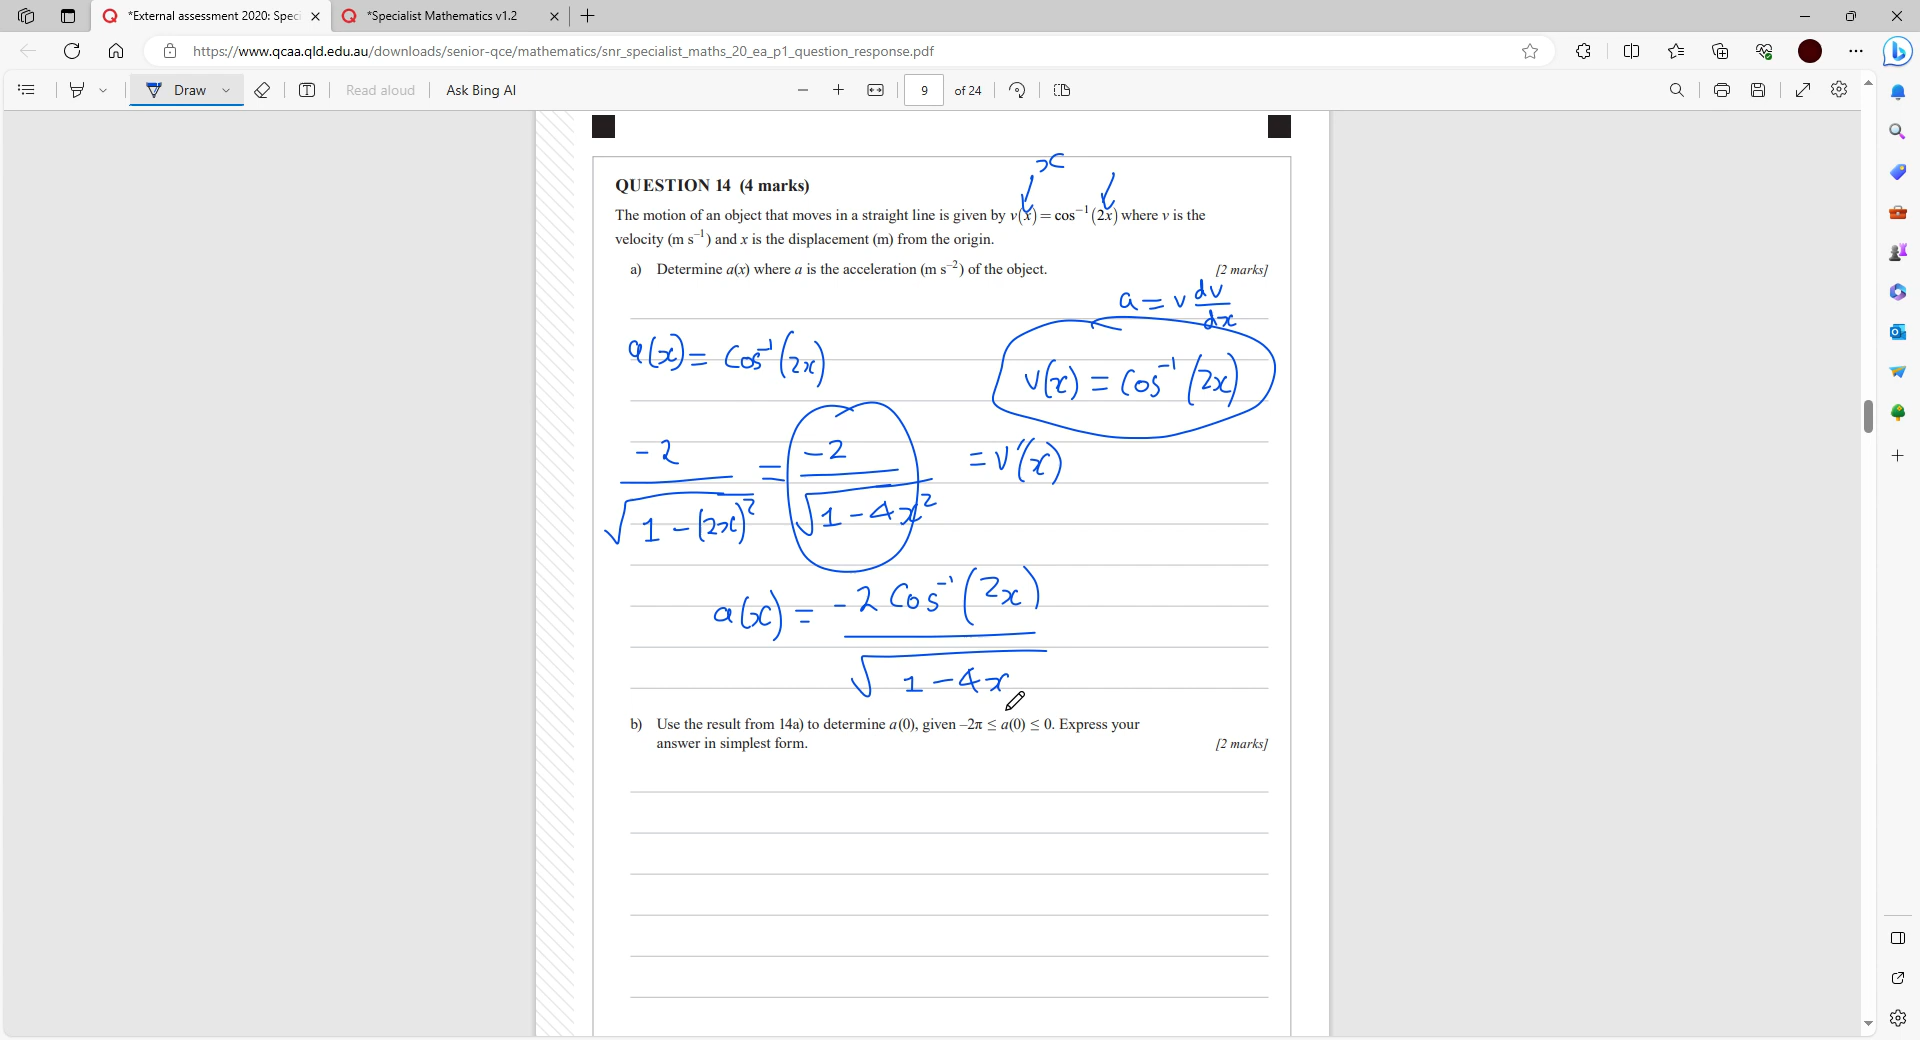 *External assessment 2020: Speci
*Specialist Mathematics v1.2
https://www.qcaa.qld.edu.au/downloads/senior-qce/mathematics/snr_specialist_maths_20_ea_p1_question_response.pdf
Draw
Read aloud
Ask Bing AI
9 of 24
x
QUESTION 14 (4 marks)
The motion of an object that moves in a straight line is given by v(x) = cos⁻¹(2x) where v is the
velocity (m s⁻¹) and x is the displacement (m) from the origin.
a) Determine a(x) where a is the acceleration (m s⁻²) of the object. [2 marks]
a = v dv/dx
a(x) = cos⁻¹(2x)
v(x) = cos⁻¹(2x)
-2/√(1-(2x)²) = -2/√(1-4x²) = v'(x)
a(x) = -2cos⁻¹(2x)/√(1-4x
b) Use the result from 14a) to determine a(0), given –2π ≤ a(0) ≤ 0. Express your
answer in simplest form. [2 marks]